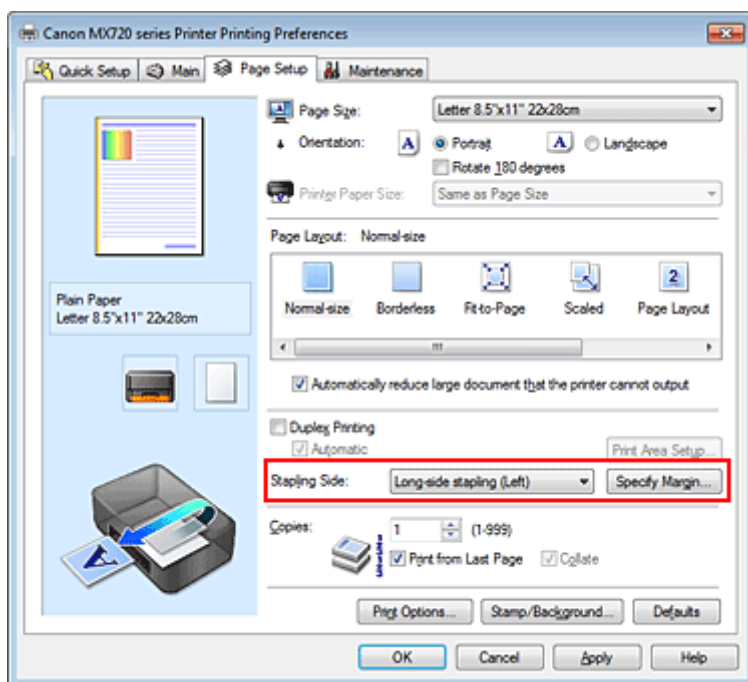 Canon MX720 series Printer Printing Preferences
Quick Setup Main Page Setup Maintenance
Page Size: Letter 8.5"x11" 22x28cm
Orientation: A Portrait A Landscape
Rotate 180 degrees
Printer Paper Size: Same as Page Size
Page Layout: Normal-size
2
Normal-size Borderless Fit-to-Page Scaled Page Layout
Plain Paper
Letter 8.5"x11" 22x28cm
Automatically reduce large document that the printer cannot output
Duplex Printing
Automatic Print Area Setup...
Stapling Side: Long-side stapling (Left) Specify Margin...
Copies: 1 (1-999)
Print from Last Page Collate
A
Print Options... Stamp/Background... Defaults
OK Cancel Apply Help